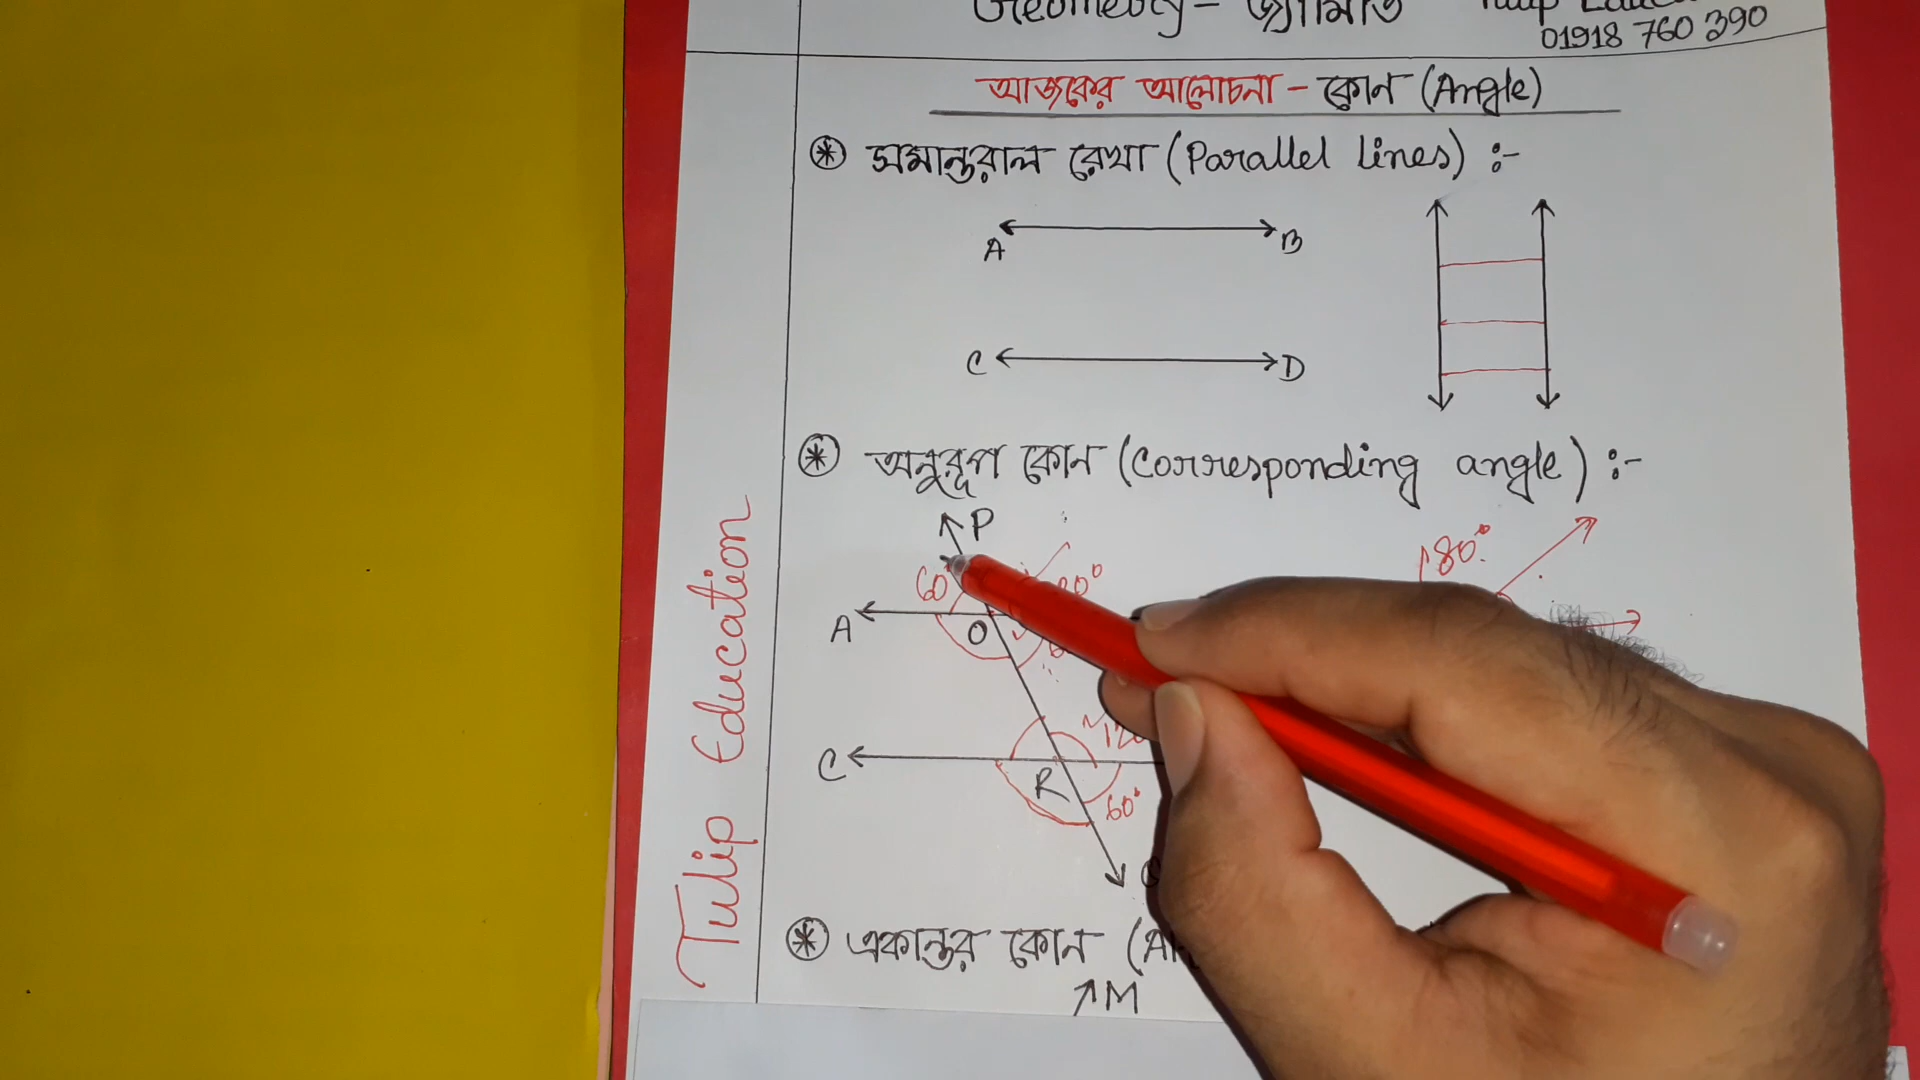 Geometry - জ্যামিতি
Tulip
01918 760 390
আজকের আলোচনা - কোন (Angle)
⊛ সমান্তরাল রেখা (Parallel lines) :-
A B
C D
⊛ অনুরূপ কোন (Corresponding angle) :-
P
60°
180°
A
O
C
R
60°
⊛ একান্তর কোন
M
Tulip Education